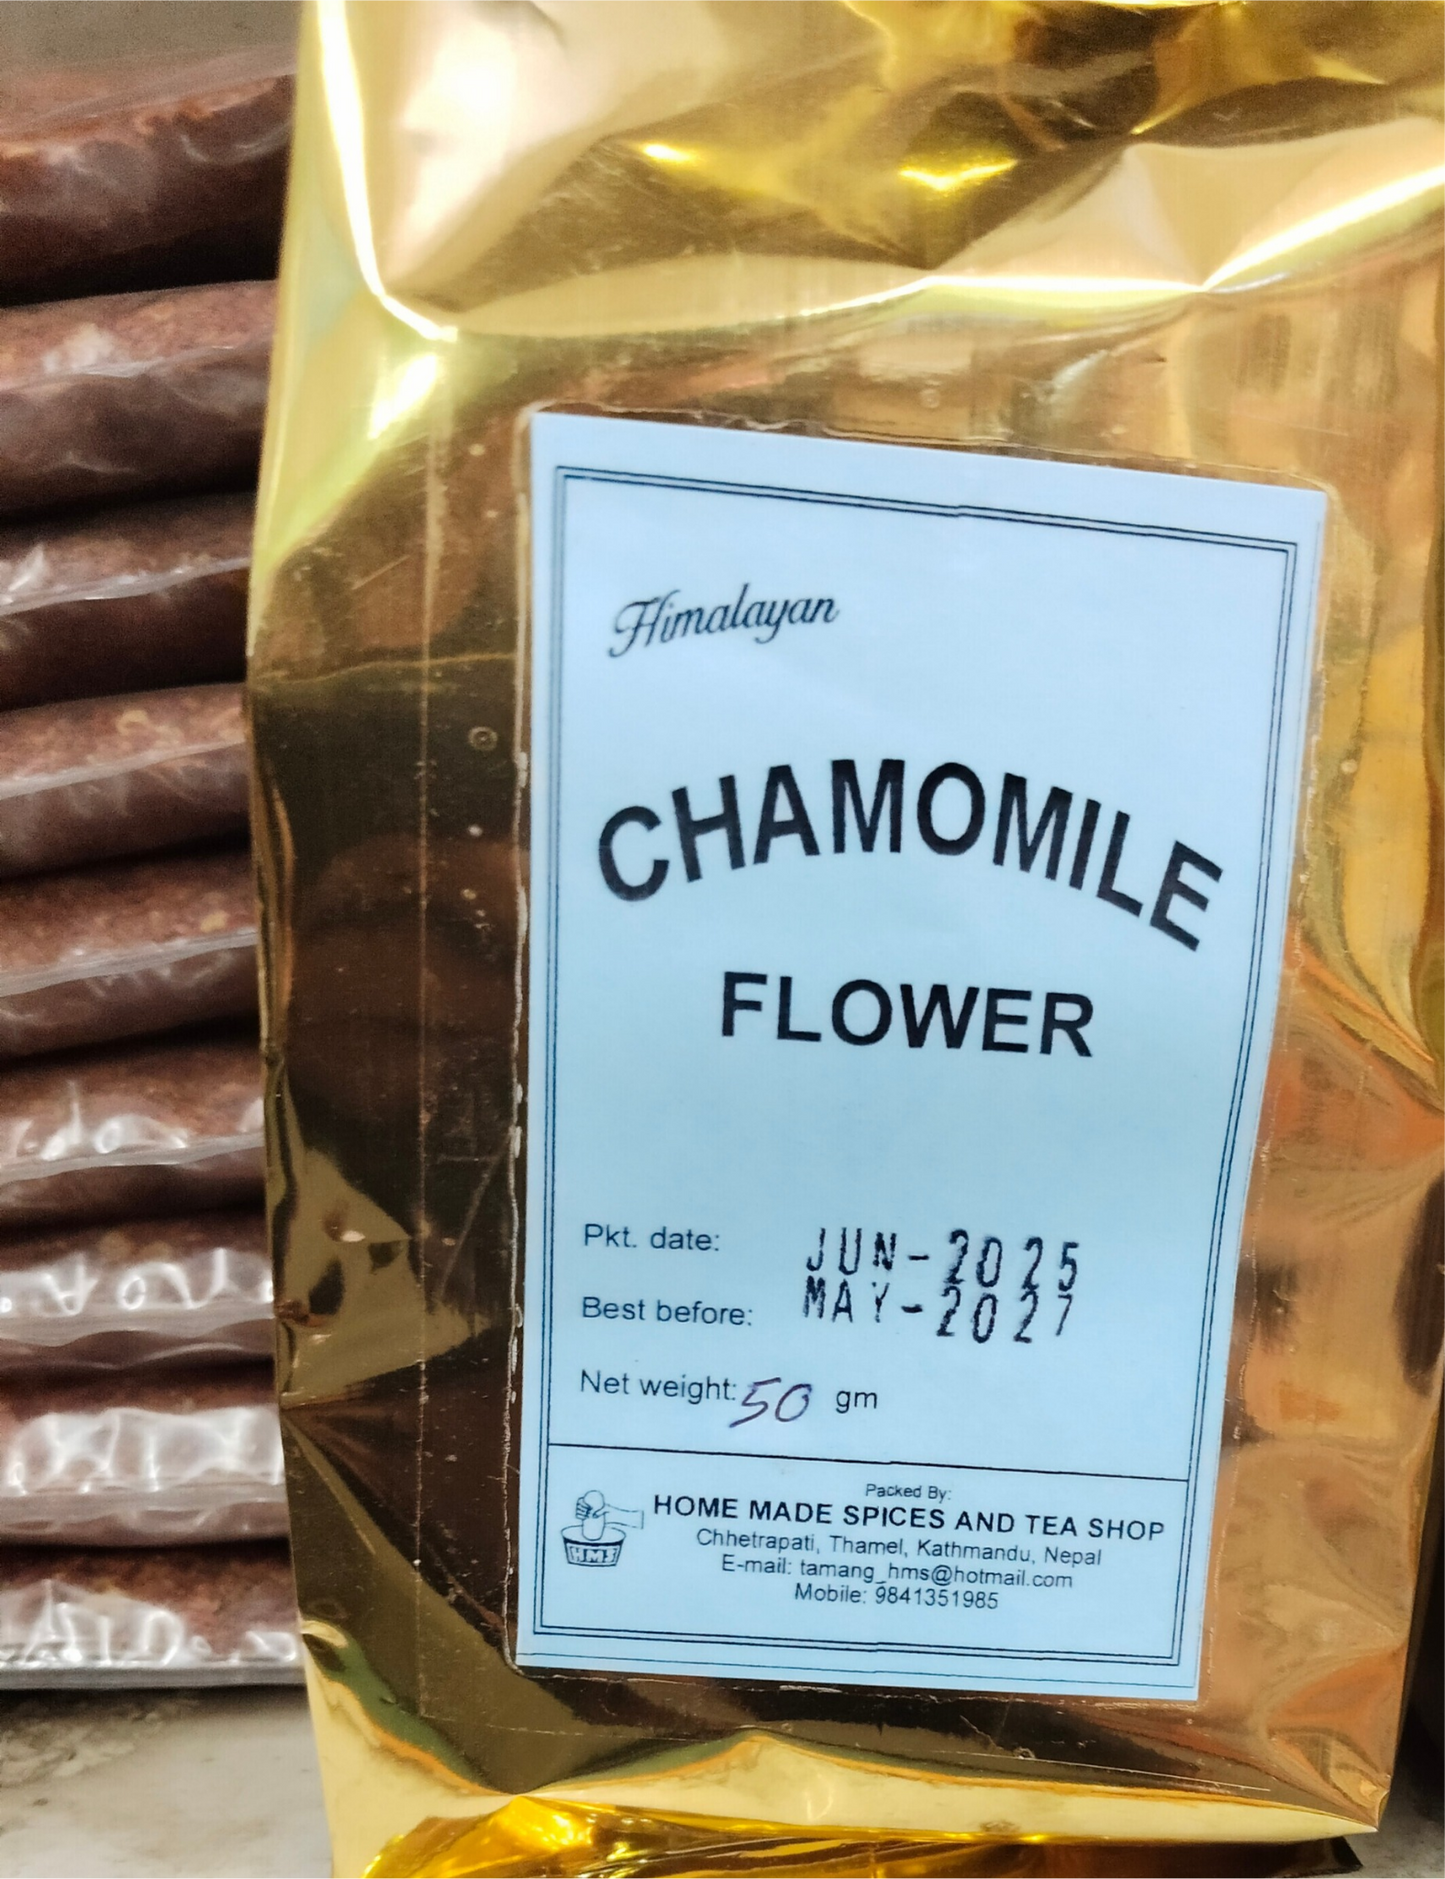 Himalayan
CHAMOMILE
FLOWER
Pkt. date: JUN-2025
Best before: MAY-2027
Net weight: 50 gm
Packed By:
HOME MADE SPICES AND TEA SHOP
HMS
Chhetrapati, Thamel, Kathmandu, Nepal
E-mail: tamang_hms@hotmail.com
Mobile: 9841351985